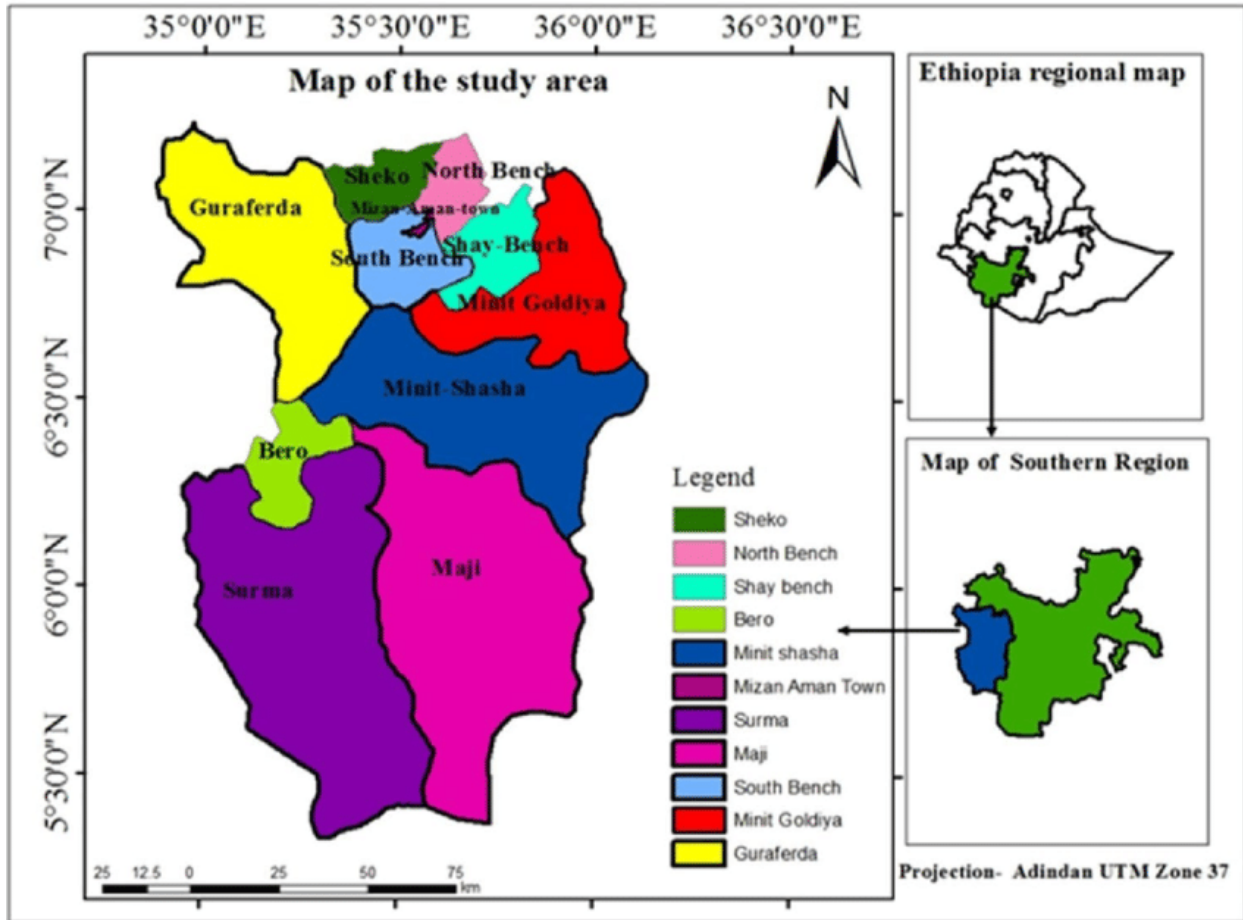 35°0'0"E 35°30'0"E 36°0'0"E 36°30'0"E
Map of the study area
N
7°0'0"N
6°30'0"N
6°0'0"N
5°30'0"N
Guraferda
Sheko
North Bench
Mizan-Aman-town
South Bench
Shay-Bench
Minit Goldiya
Minit-Shasha
Bero
Surma
Maji
Legend
Sheko
North Bench
Shay bench
Bero
Minit shasha
Mizan Aman Town
Surma
Maji
South Bench
Minit Goldiya
Guraferda
25 12.5 0 25 50 75
km
Ethiopia regional map
Map of Southern Region
Projection- Adindan UTM Zone 37